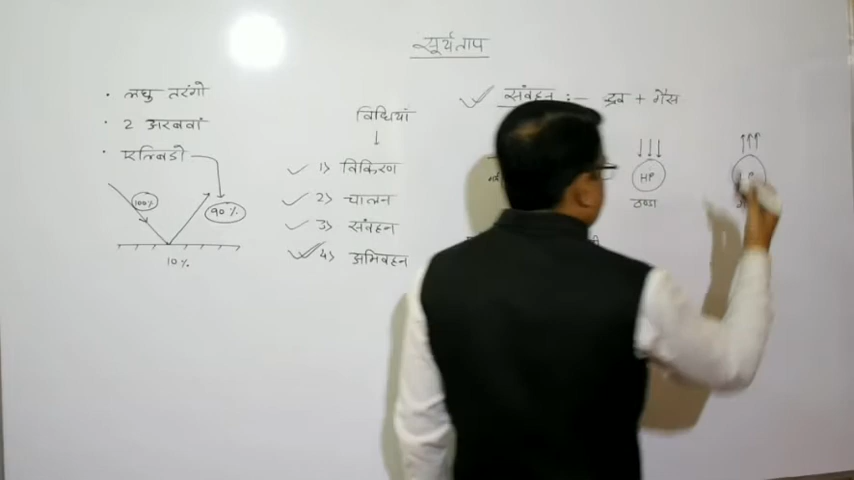 सूर्यताप
• लघु तरंगो
• 2 अरबवां
• एल्बिडो
100%
90%
10%
विधियां
↓
1) विकिरण
2) चालन
3) संवहन
4) अभिवहन
संवहन :- द्रव + गैस
HP
ठण्डा